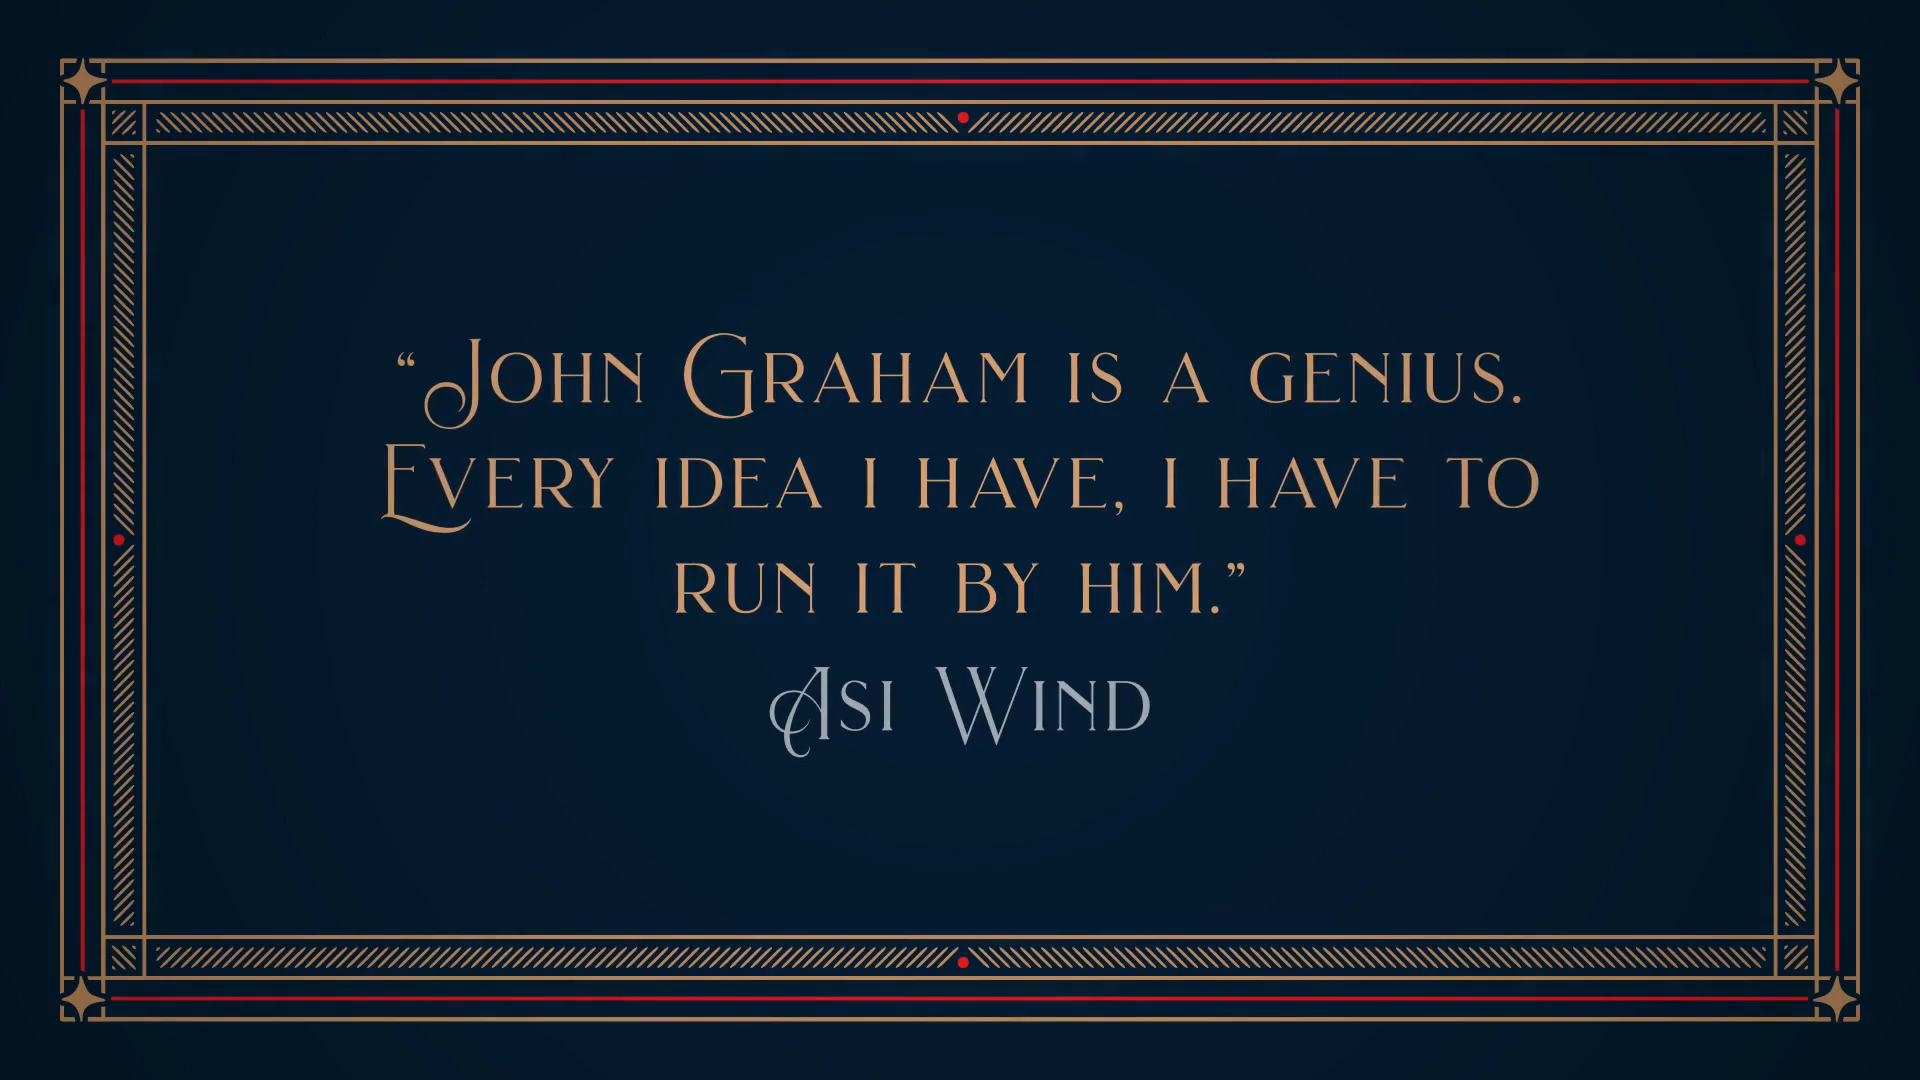 “John Graham is a genius.
Every idea i have, i have to
run it by him.”
Asi Wind